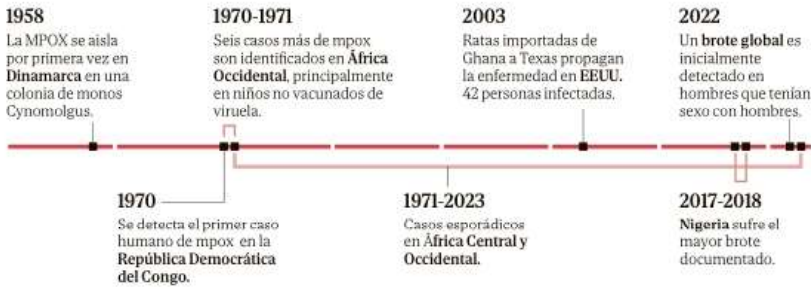 1958
La MPOX se aisla
por primera vez en
Dinamarca en una
colonia de monos
Cynomolgus.
1970-1971
Seis casos más de mpox
son identificados en África
Occidental, principalmente
en niños no vacunados de
viruela.
2003
Ratas importadas de
Ghana a Texas propagan
la enfermedad en EEUU.
42 personas infectadas.
2022
Un brote global es
inicialmente
detectado en
hombres que tenían
sexo con hombres.
1970
Se detecta el primer caso
humano de mpox en la
República Democrática
del Congo.
1971-2023
Casos esporádicos
en África Central y
Occidental.
2017-2018
Nigeria sufre el
mayor brote
documentado.